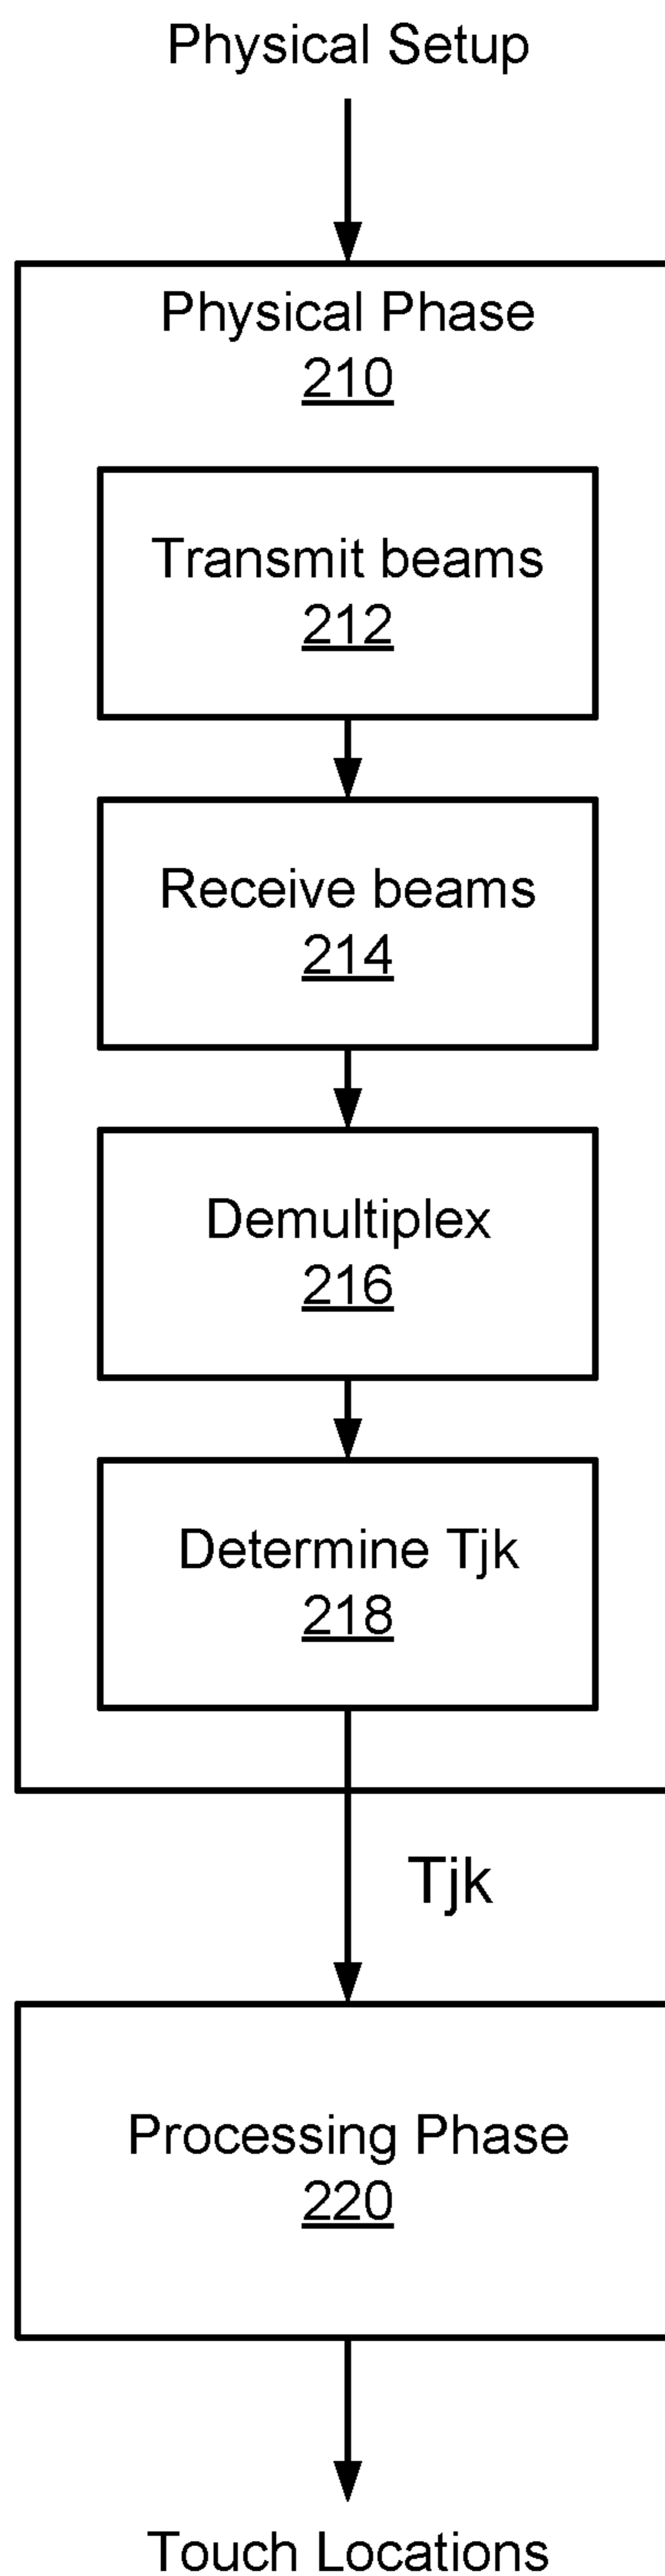 Physical Setup
Physical Phase
210
Transmit beams
212
Receive beams
214
Demultiplex
216
Determine Tjk
218
Tjk
Processing Phase
220
Touch Locations